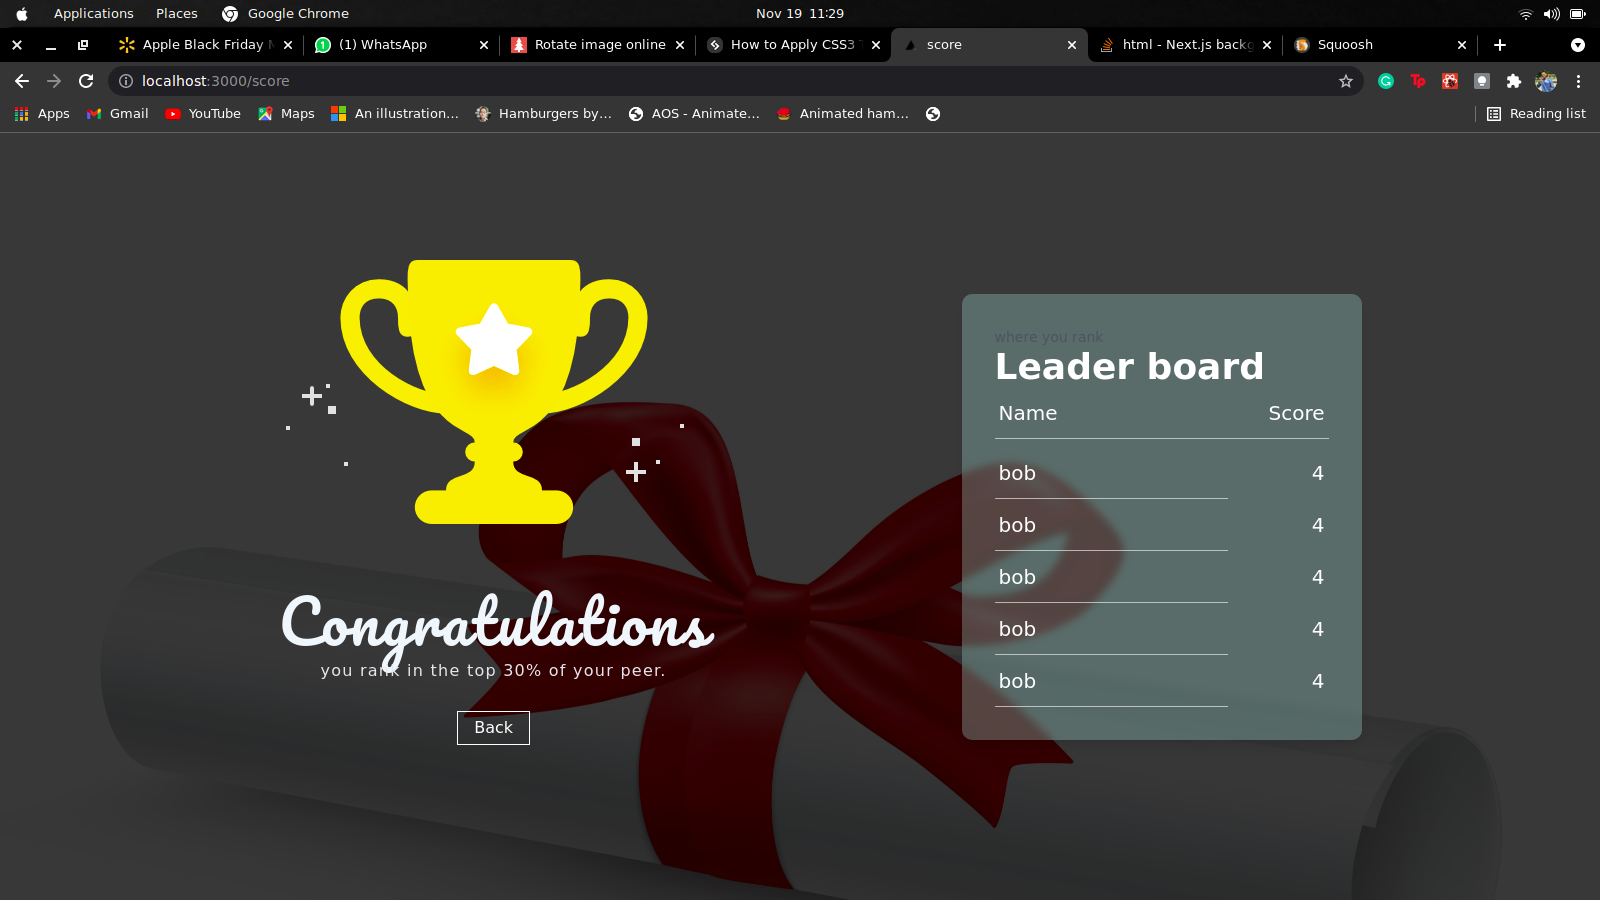 Applications Places Google Chrome Nov 19 11:29
Apple Black Friday (1) WhatsApp Rotate image online How to Apply CSS3 score html - Next.js backg Squoosh
localhost:3000/score
Apps Gmail YouTube Maps An illustration... Hamburgers by... AOS - Animate... Animated ham... Reading list
where you rank
Leader board
Name Score
bob 4
bob 4
bob 4
bob 4
bob 4
Congratulations
you rank in the top 30% of your peer.
Back